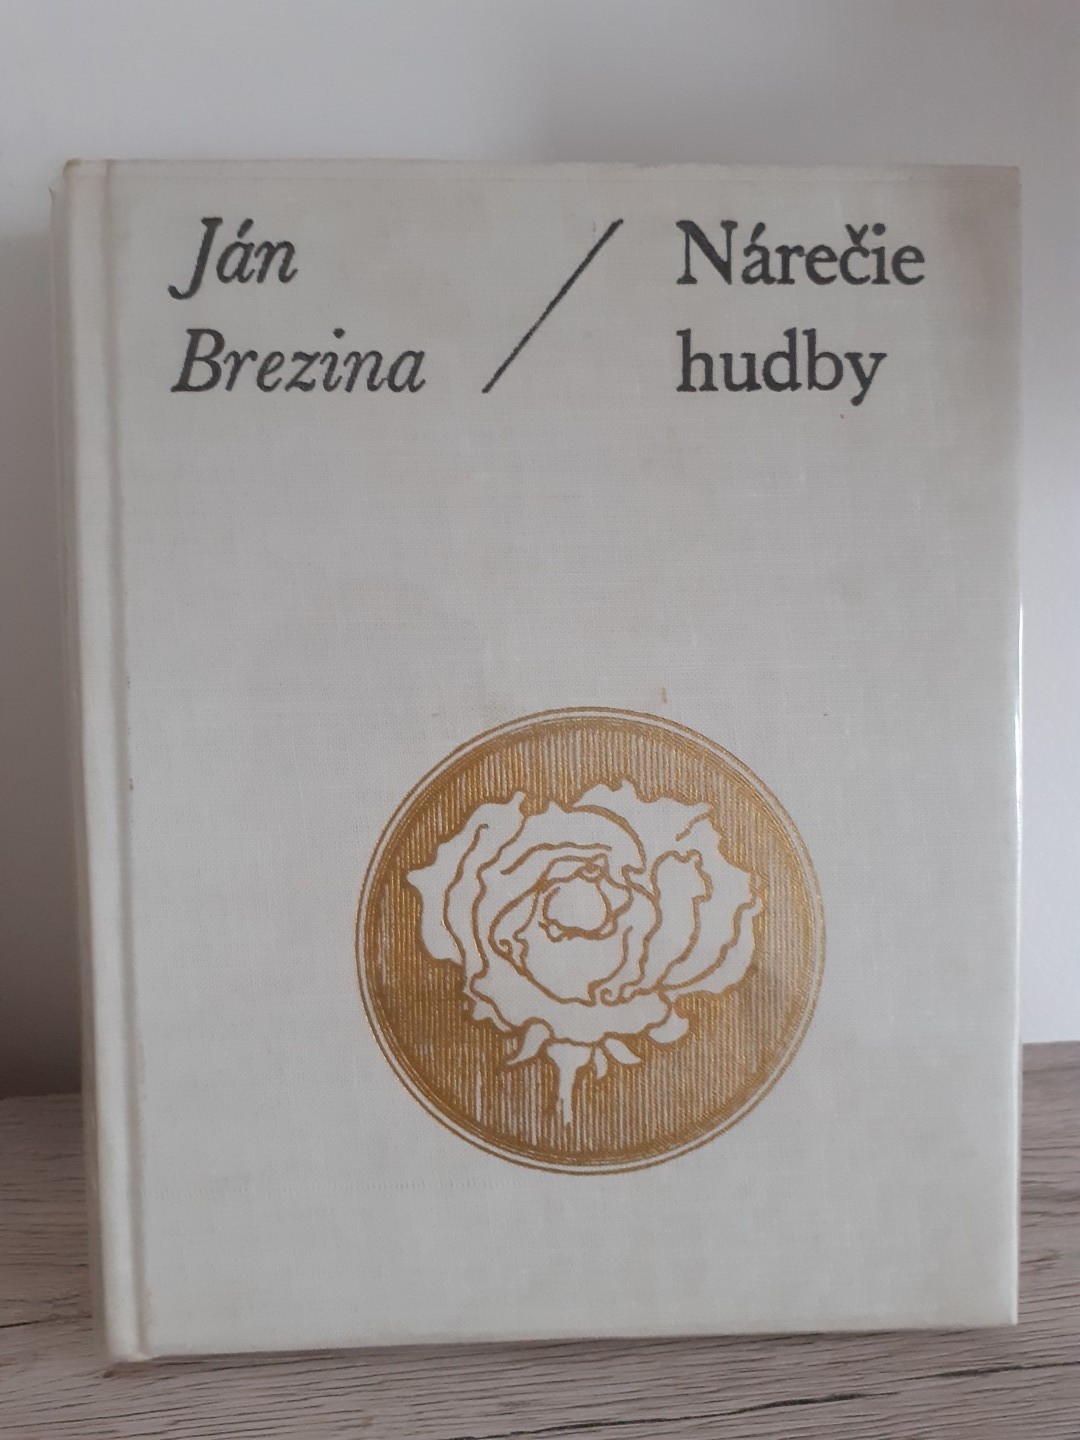 Ján
Brezina
/
Nárečie
hudby